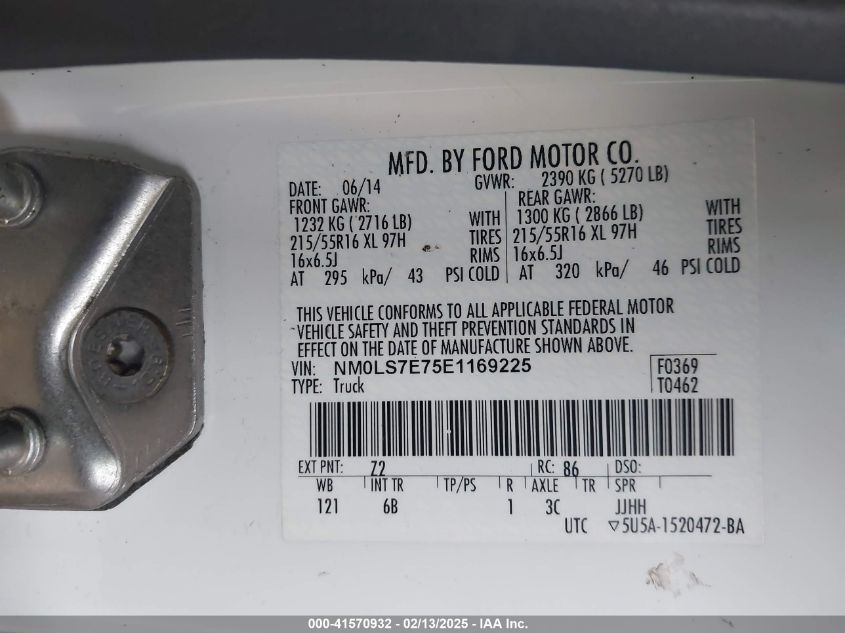 MFD. BY FORD MOTOR CO.
DATE: 06/14 GVWR: 2390 KG ( 5270 LB)
FRONT GAWR: REAR GAWR:
1232 KG ( 2716 LB) WITH 1300 KG ( 2866 LB) WITH
215/55R16 XL 97H TIRES 215/55R16 XL 97H TIRES
16x6.5J RIMS 16x6.5J RIMS
AT 295 kPa/ 43 PSI COLD AT 320 kPa/ 46 PSI COLD
THIS VEHICLE CONFORMS TO ALL APPLICABLE FEDERAL MOTOR
VEHICLE SAFETY AND THEFT PREVENTION STANDARDS IN
EFFECT ON THE DATE OF MANUFACTURE SHOWN ABOVE.
VIN: NM0LS7E75E1169225 F0369
TYPE: Truck T0462
EXT PNT: Z2 RC: 86 DSO:
WB INT TR TP/PS R AXLE TR SPR
121 6B 1 3C JJHH
UTC ▽5U5A-1520472-BA
000-41570932 - 02/13/2025 - IAA Inc.